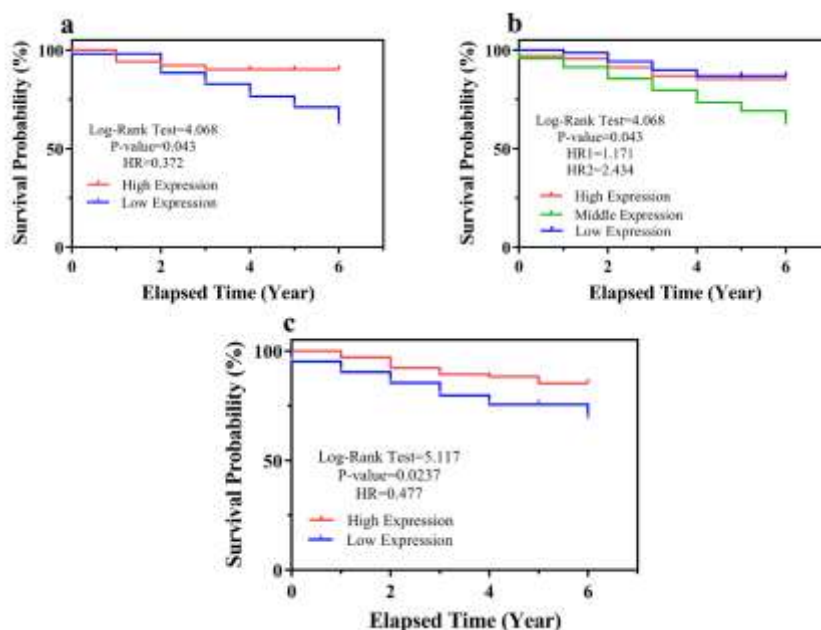 a
Survival Probability (%)
100
50
0
Log-Rank Test=4.068
P-value=0.043
HR=0.372
High Expression
Low Expression
0 2 4 6
Elapsed Time (Year)
b
Survival Probability (%)
100
50
0
Log-Rank Test=4.068
P-value=0.043
HR1=1.171
HR2=2.434
High Expression
Middle Expression
Low Expression
0 2 4 6
Elapsed Time (Year)
c
Survival Probability (%)
100
50
0
Log-Rank Test=5.117
P-value=0.0237
HR=0.477
High Expression
Low Expression
0 2 4 6
Elapsed Time (Year)